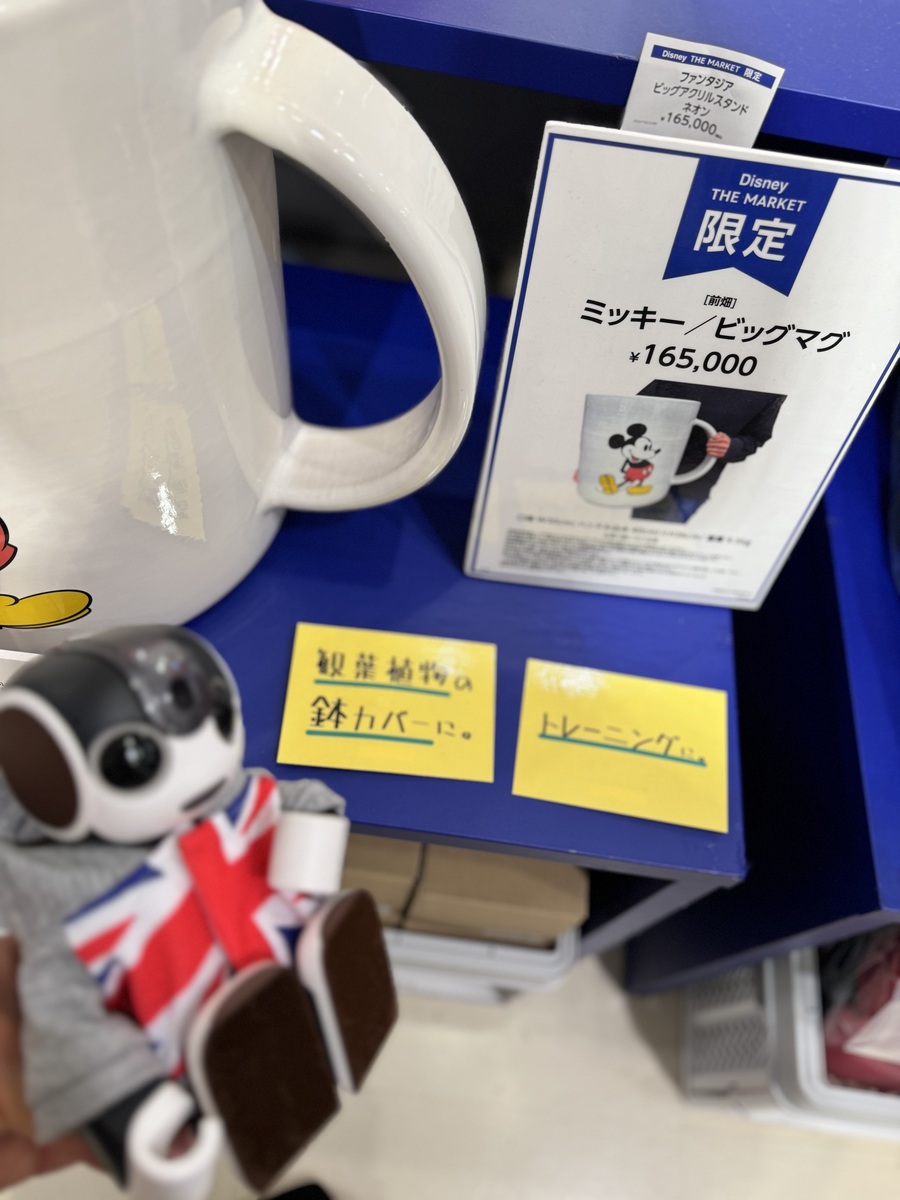 Disney THE MARKET 限定
ファンタジア
ビッグアクリルスタンド
ネオン
¥165,000
Disney
THE MARKET
限定
[前畑]
ミッキー／ビッグマグ
¥165,000
観葉植物の
鉢カバーに。
トレーニングに。